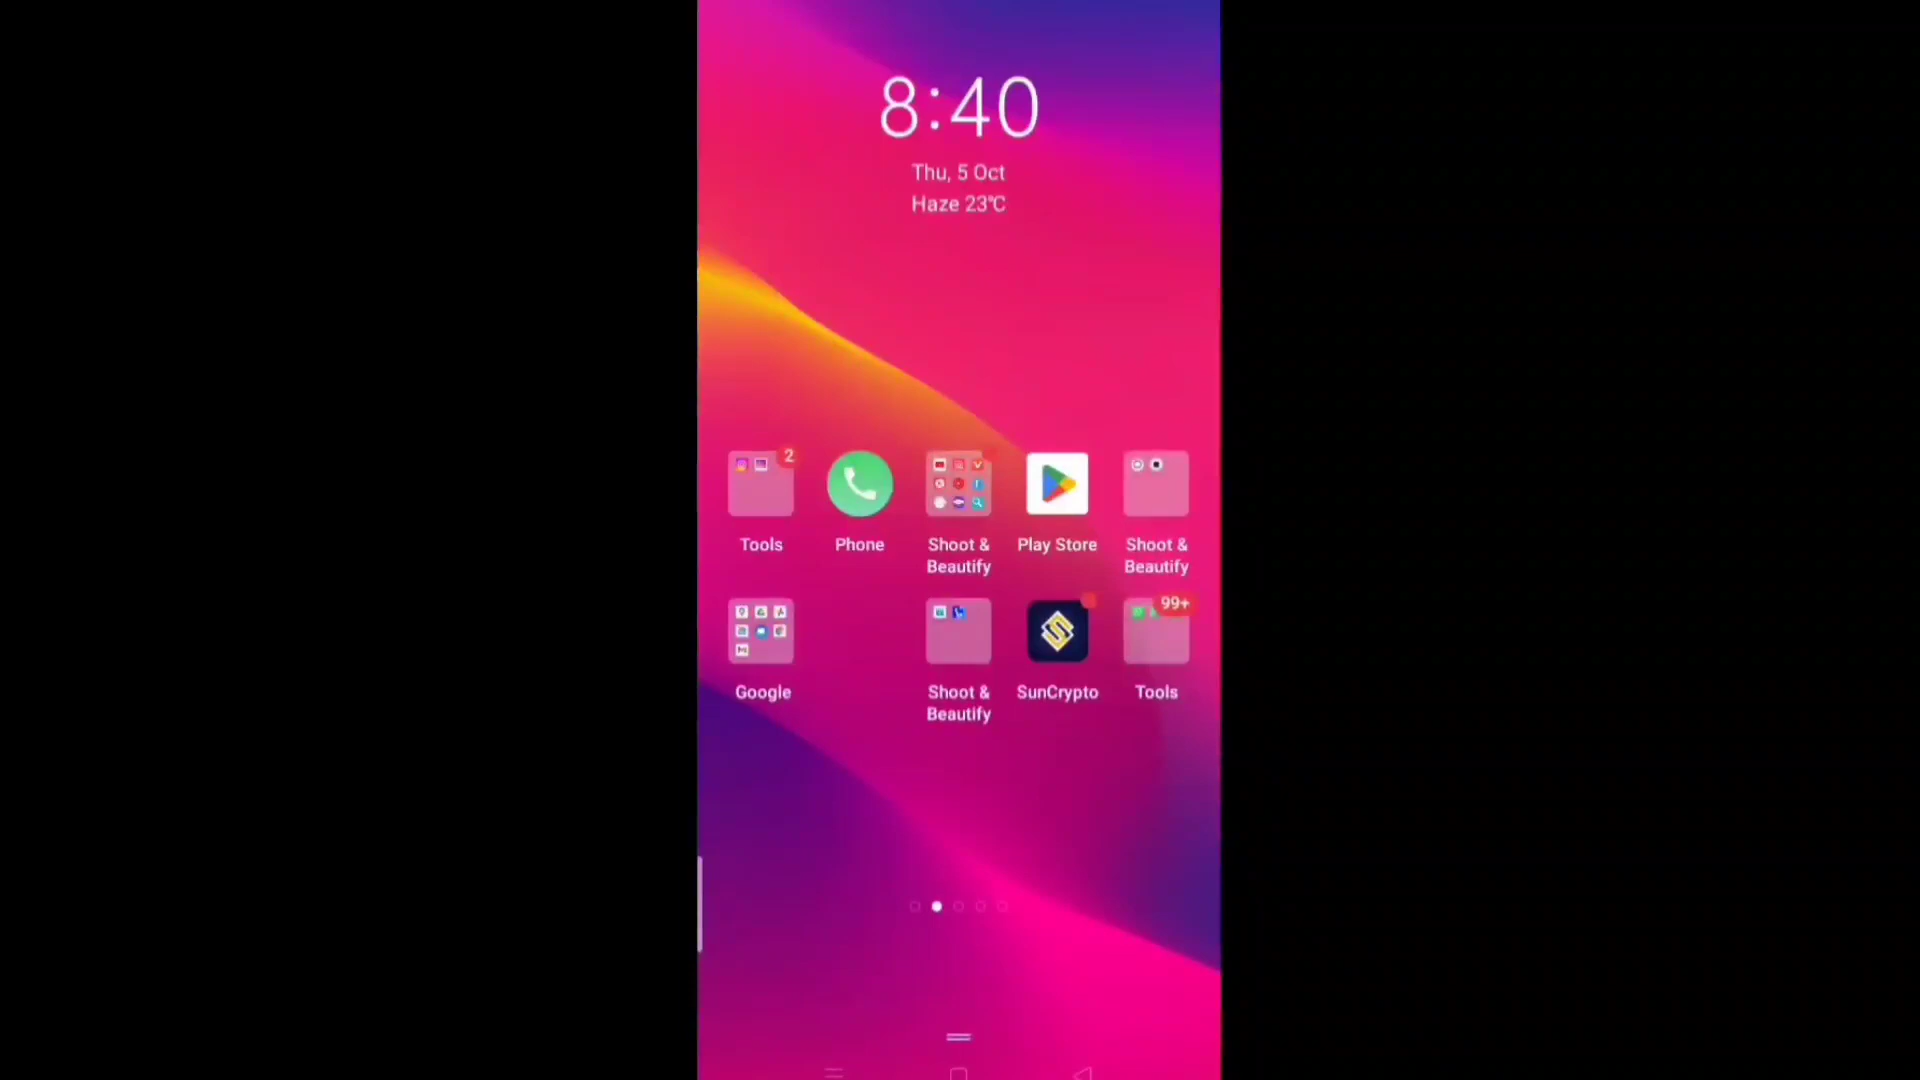 8:40
Thu, 5 Oct
Haze 23°C
2
Tools
Phone
Shoot &
Beautify
Play Store
Shoot &
Beautify
99+
Google
Shoot &
Beautify
SunCrypto
Tools